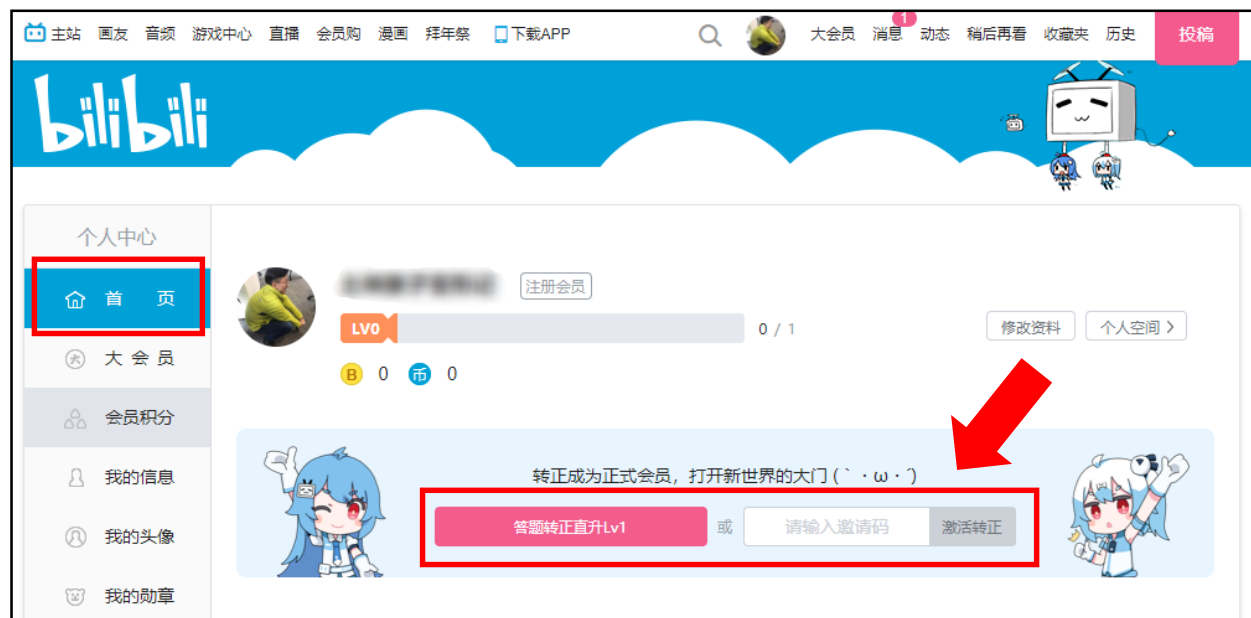 主站 画友 音频 游戏中心 直播 会员购 漫画 拜年祭 下载APP 大会员 消息 1 动态 稍后再看 收藏夹 历史 投稿
bilibili
个人中心
首 页
注册会员
LV0 0 / 1
修改资料 个人空间 >
大 会 员
B 0 币 0
会员积分
转正成为正式会员，打开新世界的大门 (｀・ω・´)
我的信息
答题转正直升Lv1 或 请输入邀请码 激活转正
我的头像
我的勋章